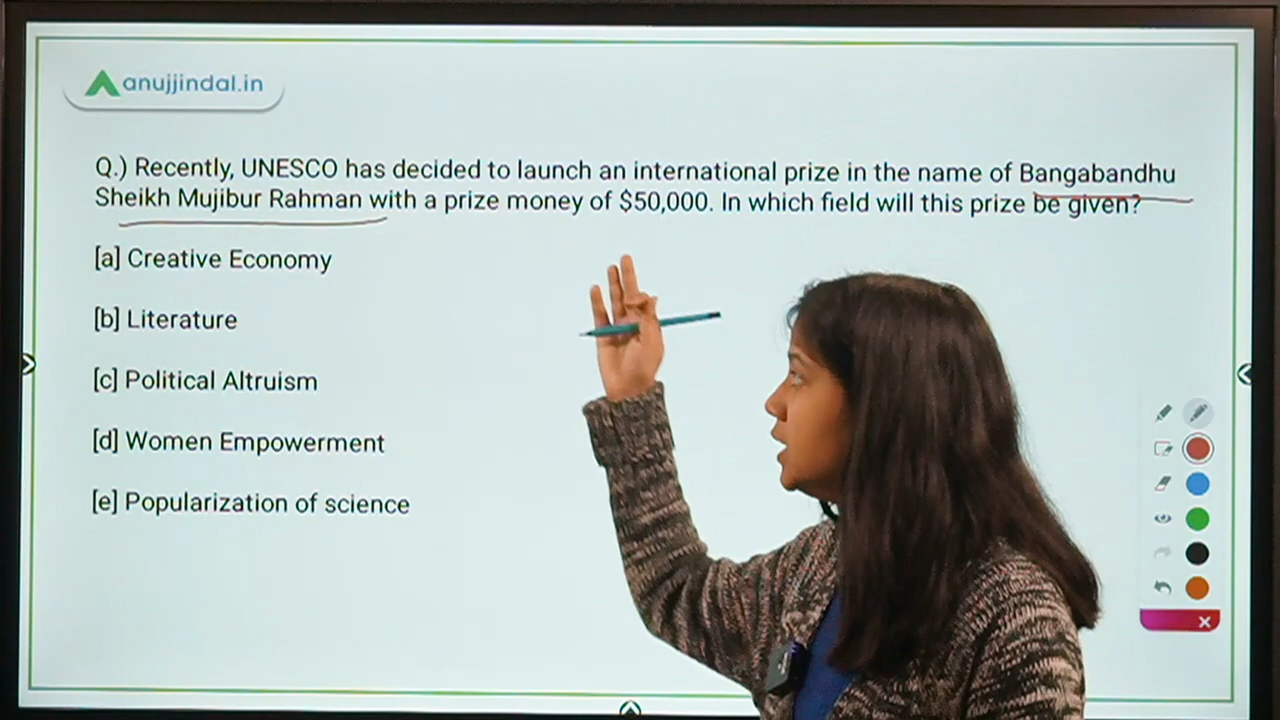 anujjindal.in
Q.) Recently, UNESCO has decided to launch an international prize in the name of Bangabandhu
Sheikh Mujibur Rahman with a prize money of $50,000. In which field will this prize be given?
[a] Creative Economy
[b] Literature
[c] Political Altruism
[d] Women Empowerment
[e] Popularization of science